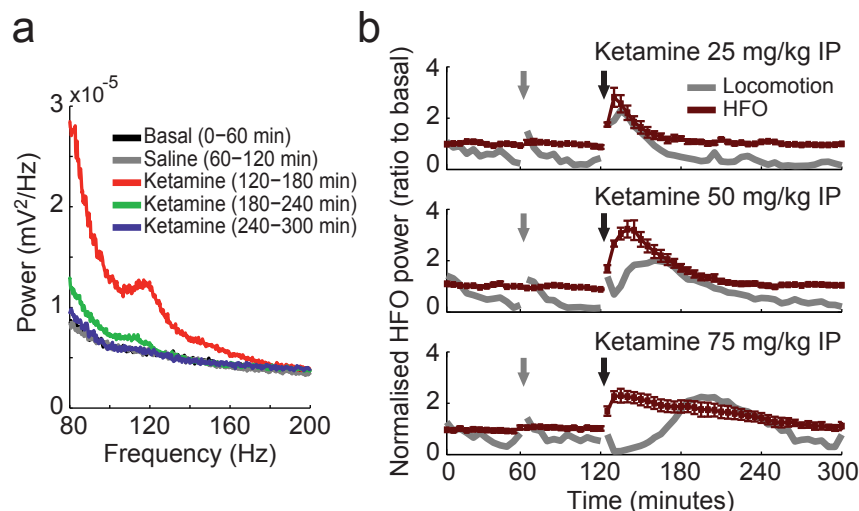 a
×10⁻⁵
3
2
1
0
Power (mV²/Hz)
Basal (0–60 min)
Saline (60–120 min)
Ketamine (120–180 min)
Ketamine (180–240 min)
Ketamine (240–300 min)
80 120 160 200
Frequency (Hz)
b
Normalised HFO power (ratio to basal)
Ketamine 25 mg/kg IP
Locomotion
HFO
4
2
0
Ketamine 50 mg/kg IP
4
2
0
Ketamine 75 mg/kg IP
4
2
0
0 60 120 180 240 300
Time (minutes)